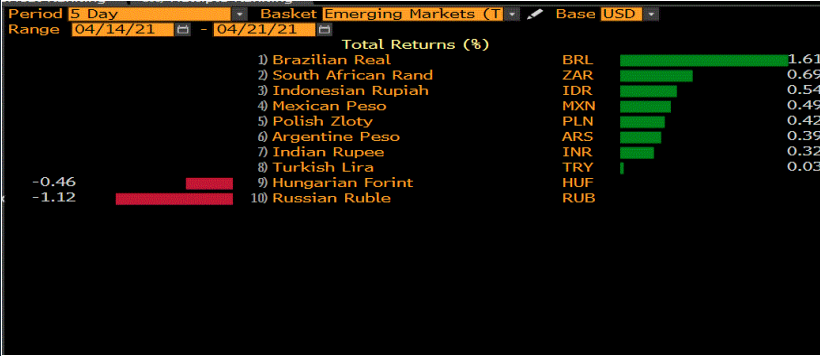 Period 5 Day Basket Emerging Markets (T Base USD
Range 04/14/21 - 04/21/21
Total Returns (%)
1) Brazilian Real BRL 1.61
2) South African Rand ZAR 0.69
3) Indonesian Rupiah IDR 0.54
4) Mexican Peso MXN 0.49
5) Polish Zloty PLN 0.42
6) Argentine Peso ARS 0.39
7) Indian Rupee INR 0.32
8) Turkish Lira TRY 0.03
-0.46 9) Hungarian Forint HUF
-1.12 10) Russian Ruble RUB